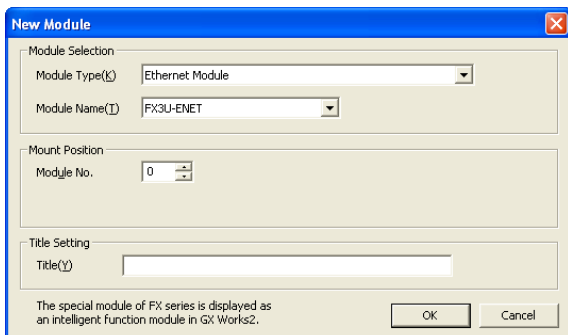 New Module
Module Selection
Module Type(K) Ethernet Module
Module Name(T) FX3U-ENET
Mount Position
Module No. 0
Title Setting
Title(Y)
The special module of FX series is displayed as
an intelligent function module in GX Works2.
OK Cancel